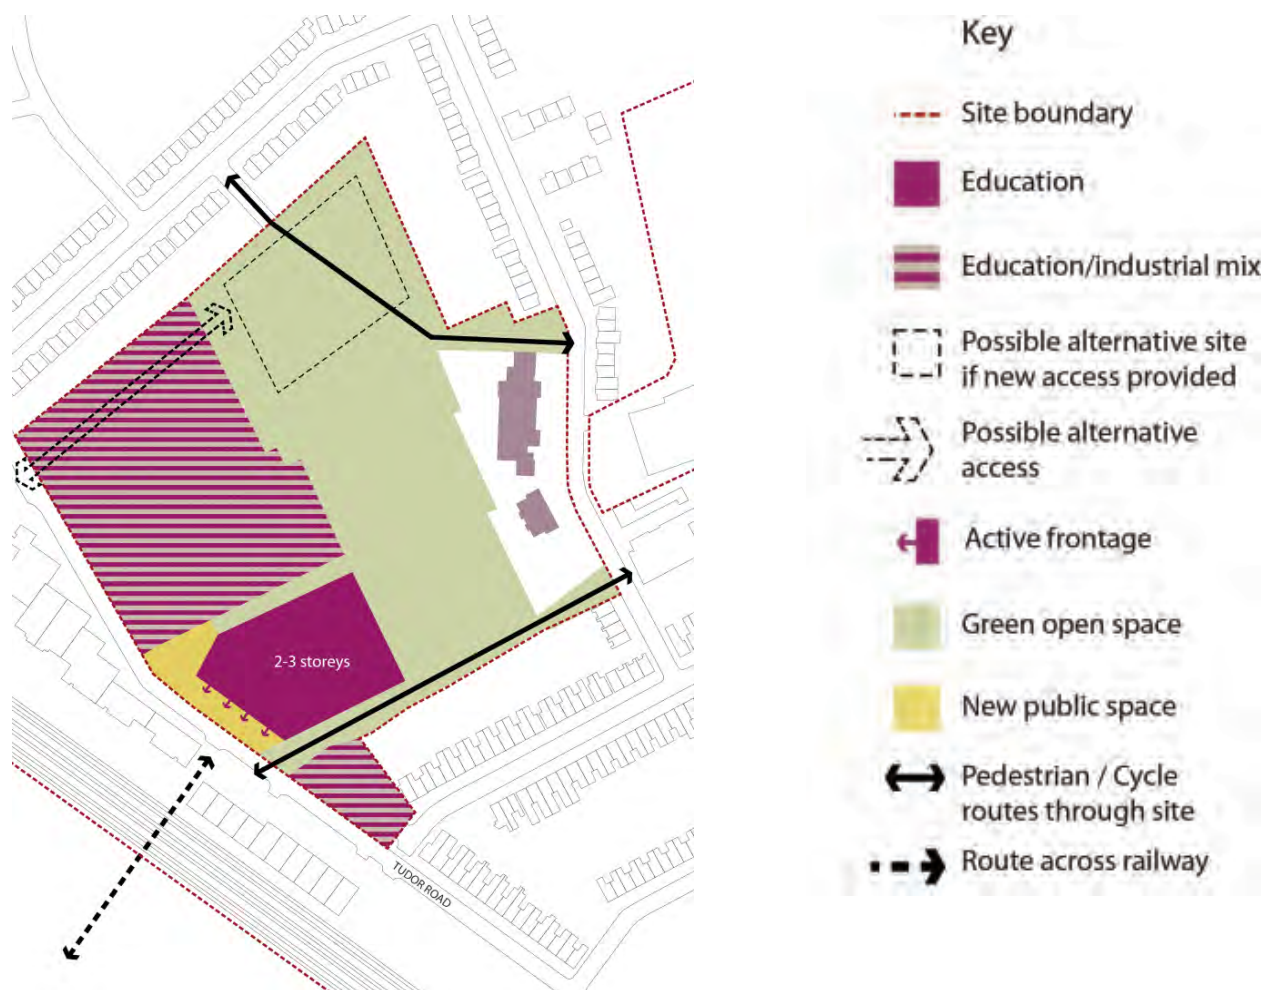 2-3 storeys
TUDOR ROAD
Key
Site boundary
Education
Education/industrial mix
Possible alternative site
if new access provided
Possible alternative
access
Active frontage
Green open space
New public space
Pedestrian / Cycle
routes through site
Route across railway